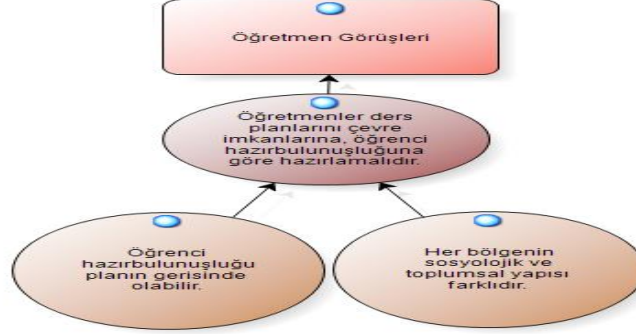 Öğretmen Görüşleri
Öğretmenler ders
planlarını çevre
imkanlarına, öğrenci
hazırbulunuşluğuna
göre hazırlamalıdır.
Öğrenci
hazırbulunuşluğu
planın gerisinde
olabilir.
Her bölgenin
sosyolojik ve
toplumsal yapısı
farklıdır.